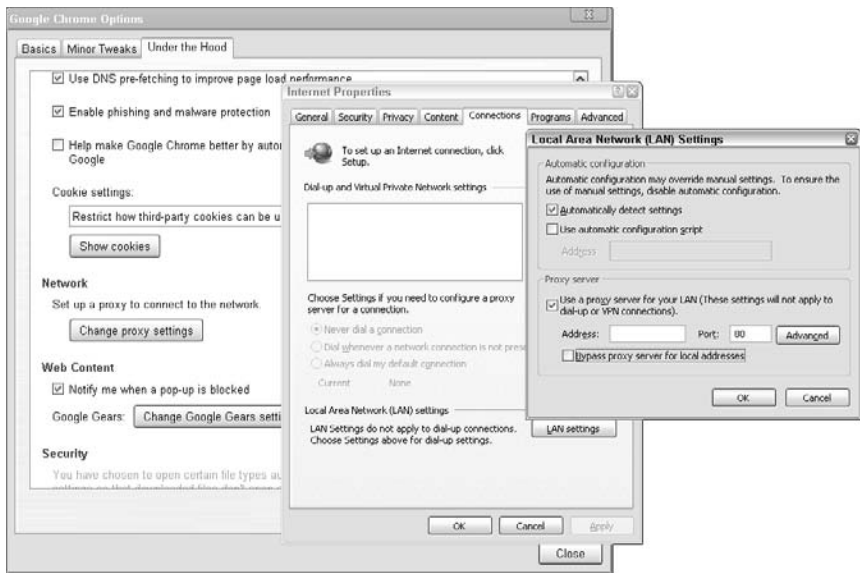 Google Chrome Options
Basics Minor Tweaks Under the Hood
Use DNS pre-fetching to improve page load performance
Enable phishing and malware protection
Help make Google Chrome better by
Google
Cookie settings:
Restrict how third-party cookies can be
Show cookies
Network
Set up a proxy to connect to the network.
Change proxy settings
Web Content
Notify me when a pop-up is blocked
Google Gears: Change Google Gears
Security
You have chosen to open certain file types
Close
Internet Properties
General Security Privacy Content Connections Programs Advanced
To set up an Internet connection, click
Setup.
Dial-up and Virtual Private Network settings
Choose Settings if you need to configure a proxy
server for a connection.
Never dial a connection
Dial whenever a network connection is not
Always dial my default connection
Current None
Local Area Network (LAN) settings
LAN Settings do not apply to dial-up connections.
Choose Settings above for dial-up settings.
LAN settings
OK Cancel Apply
Local Area Network (LAN) Settings
Automatic configuration
Automatic configuration may override manual settings. To ensure the
use of manual settings, disable automatic configuration.
Automatically detect settings
Use automatic configuration script
Address
Proxy server
Use a proxy server for your LAN (These settings will not apply to
dial-up or VPN connections).
Address: Port: 80 Advanced
Bypass proxy server for local addresses
OK Cancel